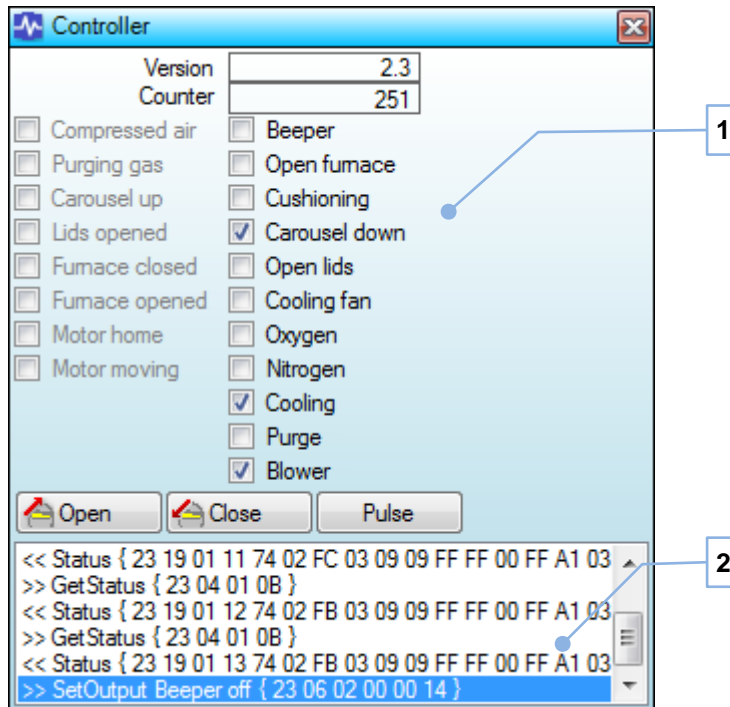 Controller
Version 2.3
Counter 251
Compressed air Beeper
Purging gas Open furnace
Carousel up Cushioning
Lids opened Carousel down
Furnace closed Open lids
Furnace opened Cooling fan
Motor home Oxygen
Motor moving Nitrogen
Cooling
Purge
Blower
Open Close Pulse
<< Status { 23 19 01 11 74 02 FC 03 09 09 FF FF 00 FF A1 03
>> GetStatus { 23 04 01 0B }
<< Status { 23 19 01 12 74 02 FB 03 09 09 FF FF 00 FF A1 03
>> GetStatus { 23 04 01 0B }
<< Status { 23 19 01 13 74 02 FB 03 09 09 FF FF 00 FF A1 03
>> SetOutput Beeper off { 23 06 02 00 00 14 }
1
2